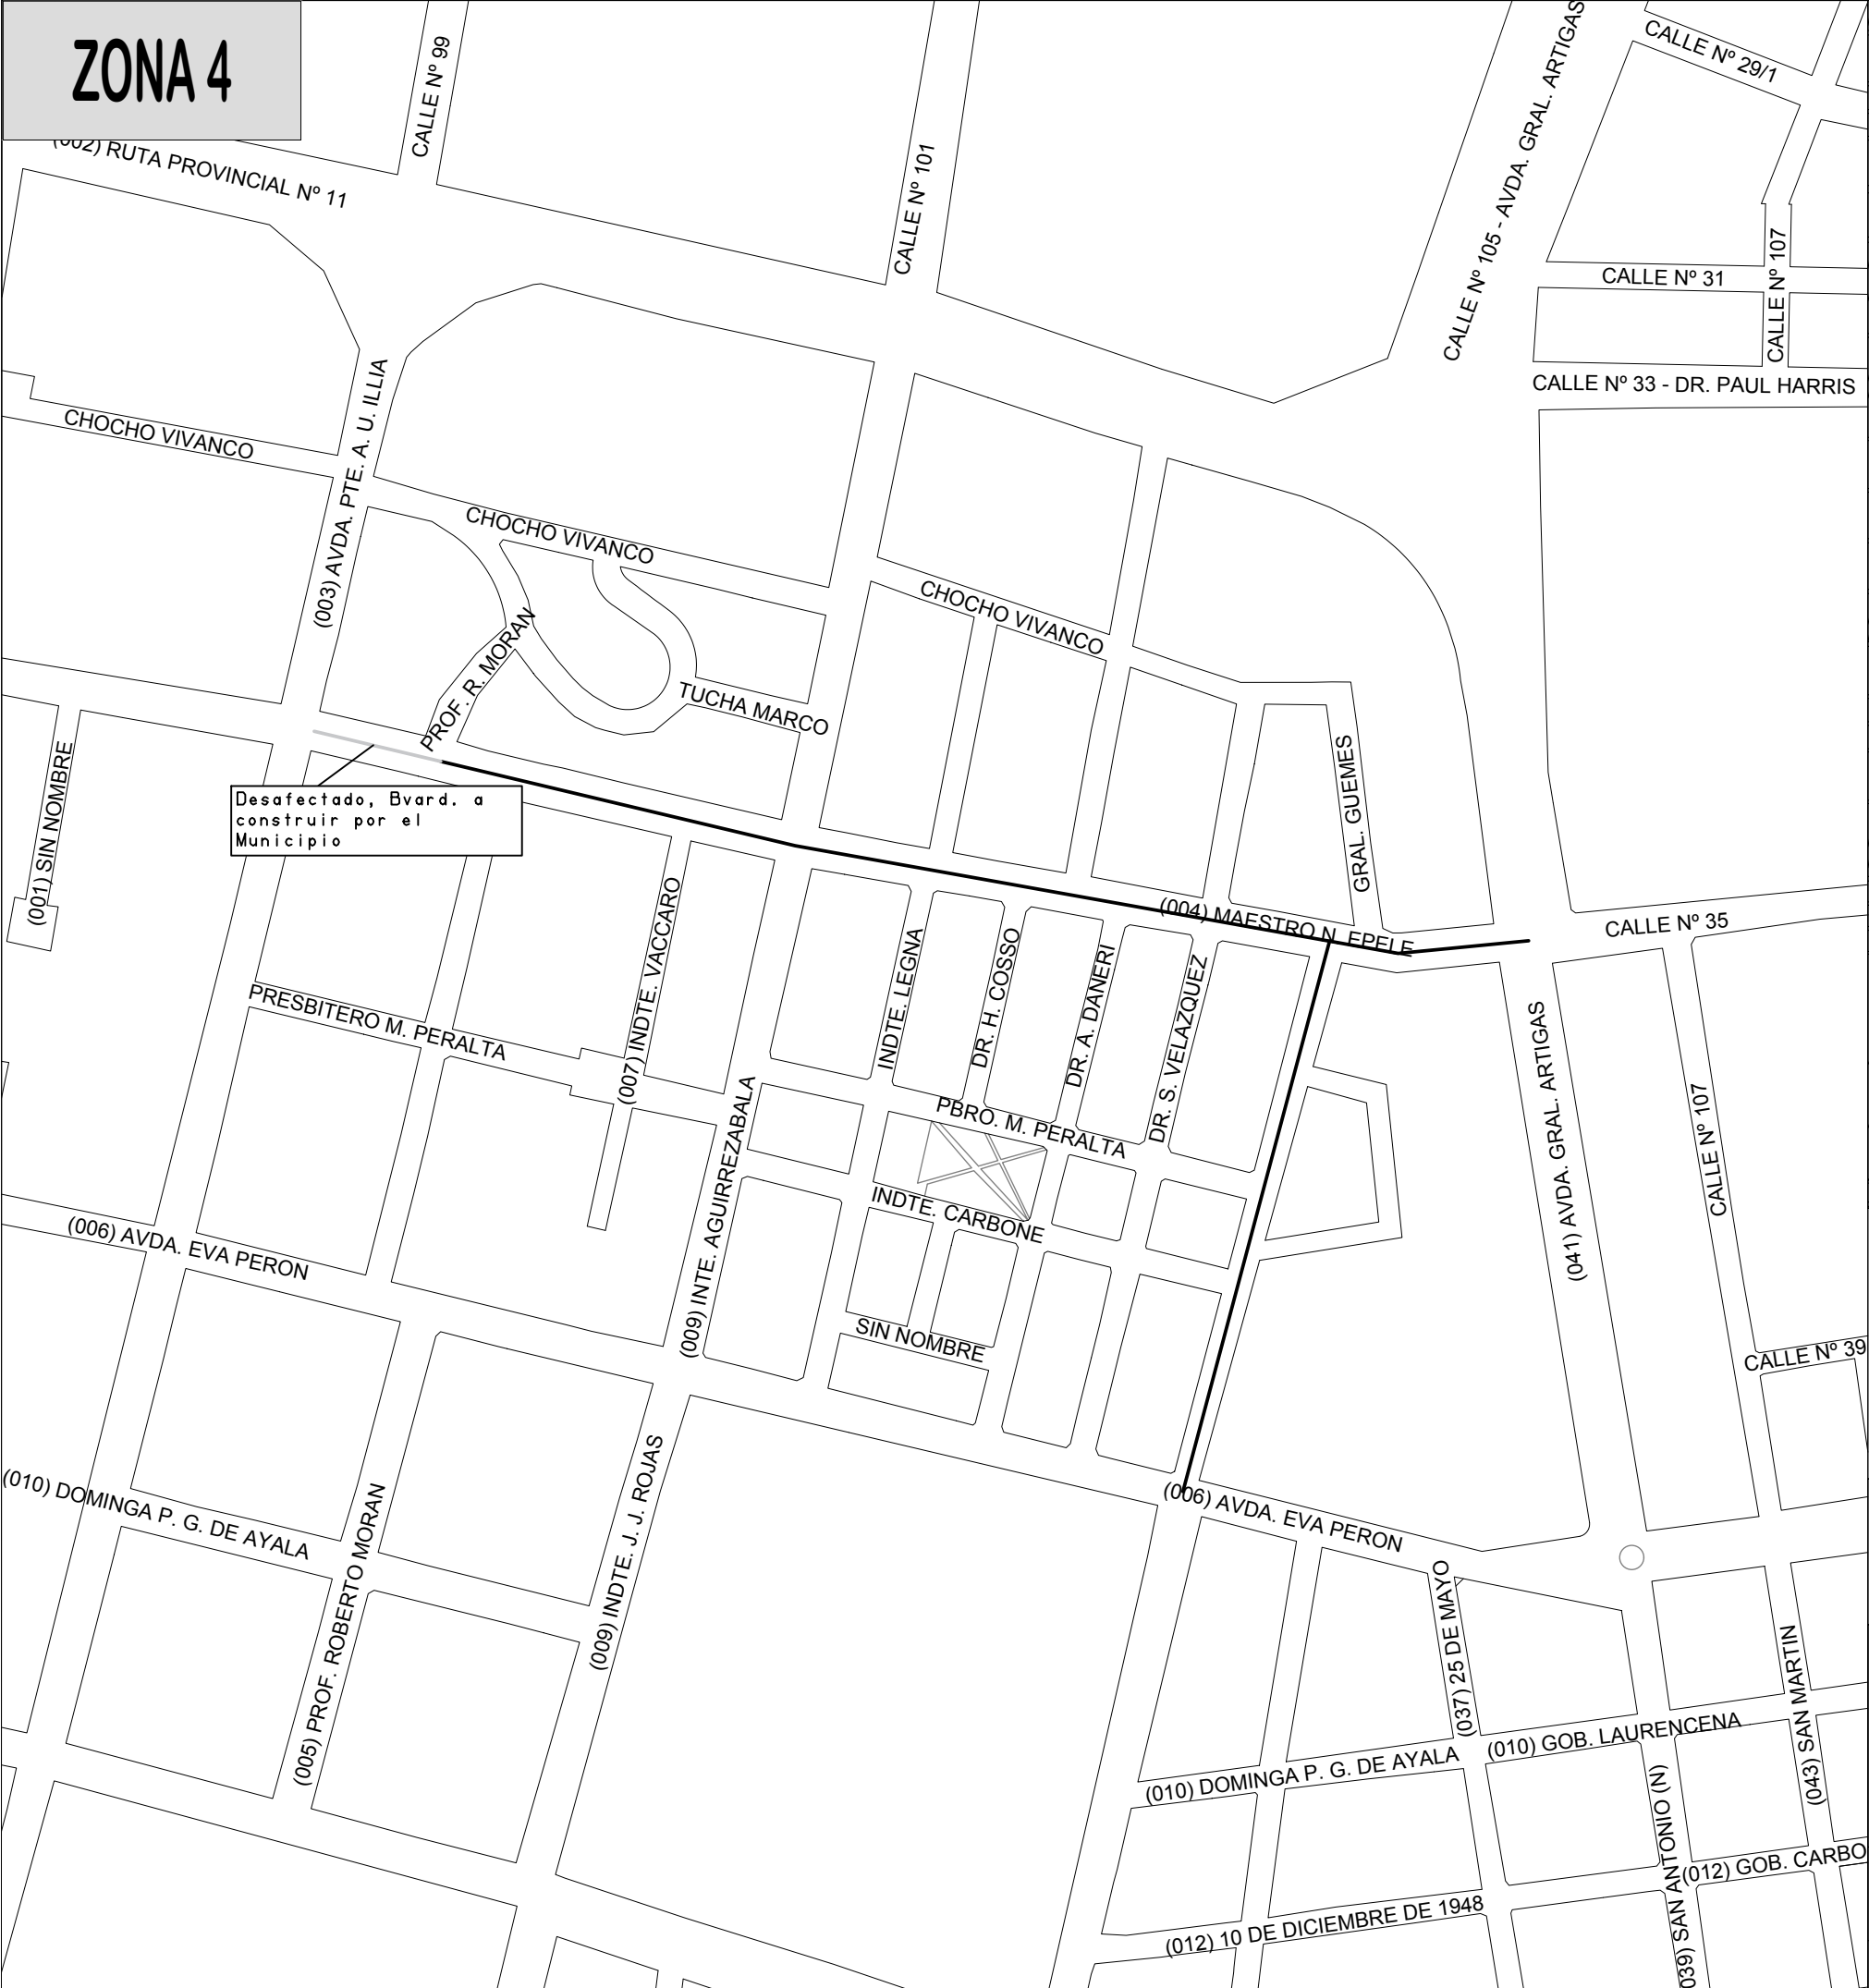 ZONA 4
CALLE Nº 99
(002) RUTA PROVINCIAL Nº 11
CALLE Nº 101
CALLE Nº 105 - AVDA. GRAL. ARTIGAS
CALLE Nº 29/1
CALLE Nº 31
CALLE Nº 107
CALLE Nº 33 - DR. PAUL HARRIS
CHOCHO VIVANCO
(003) AVDA. PTE. A. U. ILLIA
CHOCHO VIVANCO
CHOCHO VIVANCO
PROF. R. MORAN
TUCHA MARCO
(001) SIN NOMBRE
Desafectado, Bvard. a
construir por el
Municipio
GRAL. GUEMES
(004) MAESTRO N. EPELE
CALLE Nº 35
(007) INDTE. VACCARO
INDTE. LEGNA
DR. H. COSSO
DR. A. DANERI
DR. S. VELAZQUEZ
PRESBITERO M. PERALTA
PBRO. M. PERALTA
(009) INTE. AGUIRREZABALA
INDTE. CARBONE
SIN NOMBRE
(041) AVDA. GRAL. ARTIGAS
CALLE Nº 107
CALLE Nº 39
(006) AVDA. EVA PERON
(006) AVDA. EVA PERON
(010) DOMINGA P. G. DE AYALA
(005) PROF. ROBERTO MORAN
(009) INDTE. J. J. ROJAS
(037) 25 DE MAYO
(043) SAN MARTIN
(010) GOB. LAURENCENA
(010) DOMINGA P. G. DE AYALA
(012) GOB. CARBO
(039) SAN ANTONIO (N)
(012) 10 DE DICIEMBRE DE 1948